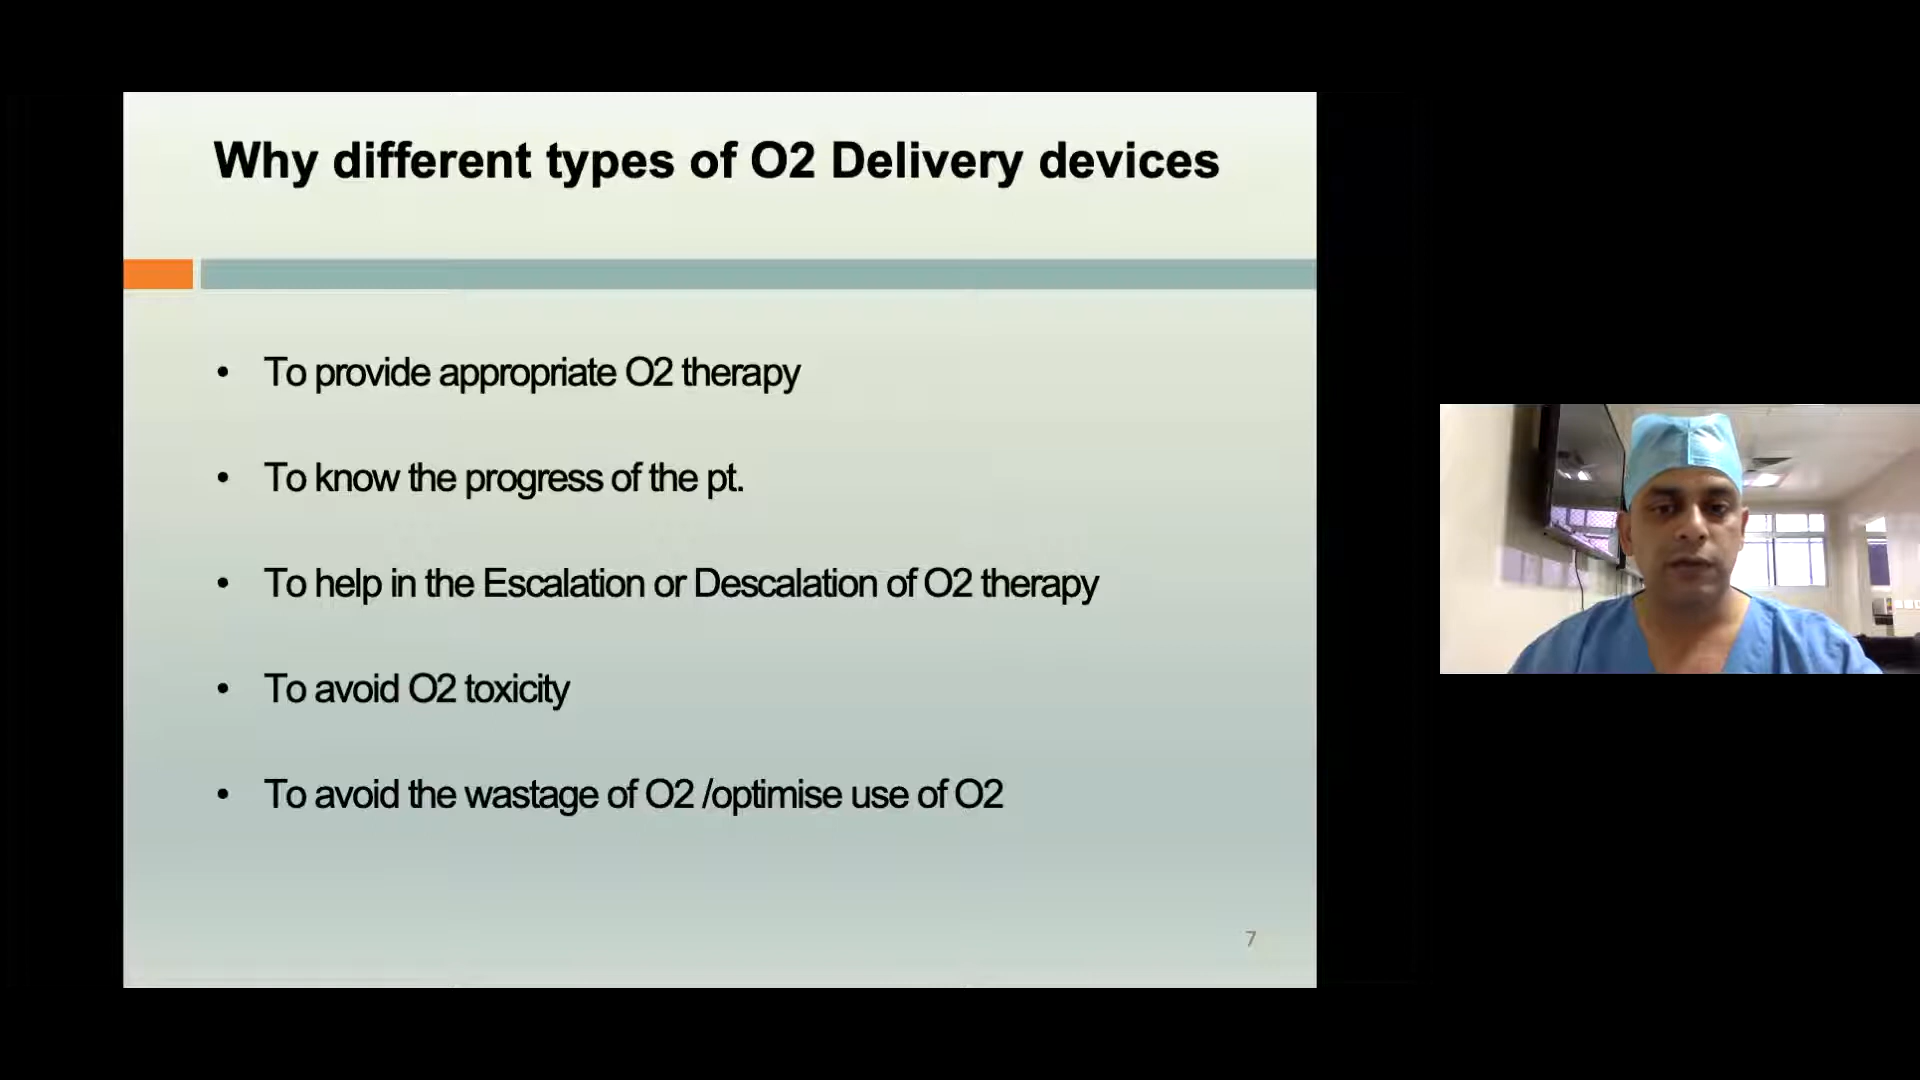 Why different types of O2 Delivery devices
• To provide appropriate O2 therapy
• To know the progress of the pt.
• To help in the Escalation or Descalation of O2 therapy
• To avoid O2 toxicity
• To avoid the wastage of O2 /optimise use of O2
7